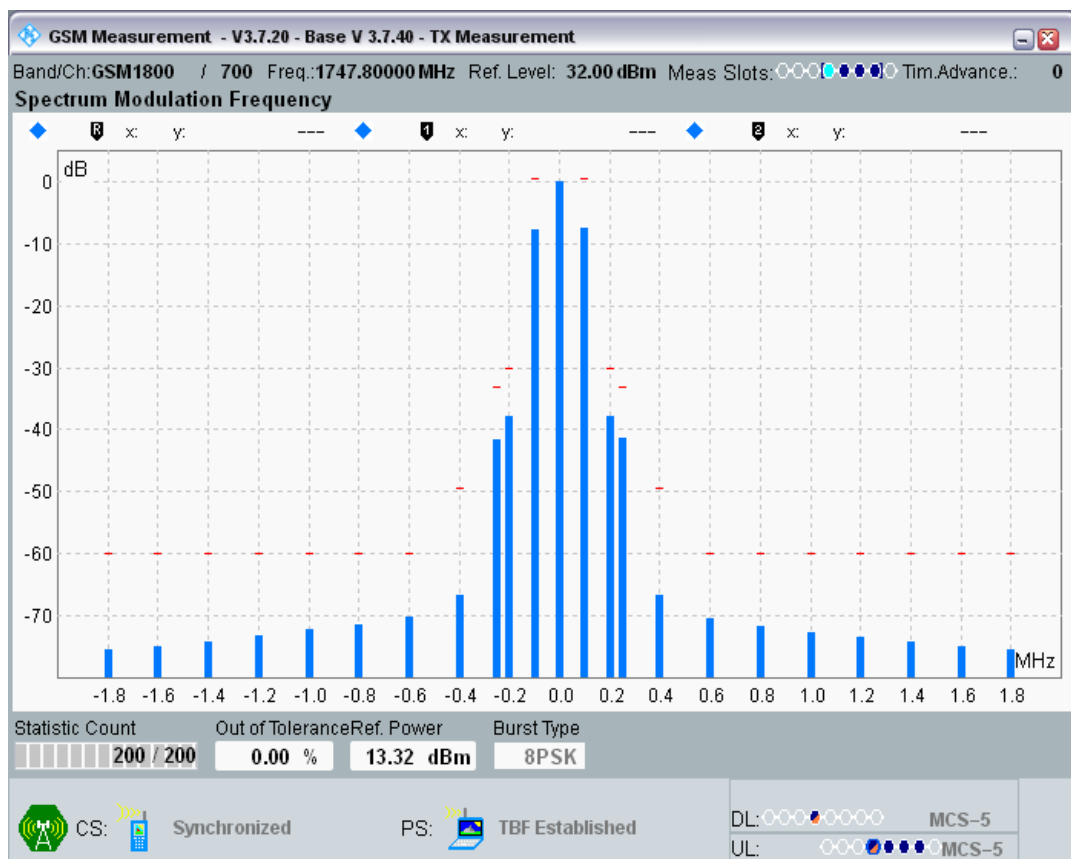 GSM Measurement - V3.7.20 - Base V 3.7.40 - TX Measurement
Band/Ch:GSM1800 / 700 Freq.:1747.80000 MHz Ref. Level: 32.00 dBm Meas Slots: Tim.Advance.: 0
Spectrum Modulation Frequency
R x: y: --- 1 x: y: --- 2 x: y: ---
dB
0
-10
-20
-30
-40
-50
-60
-70
MHz
-1.8 -1.6 -1.4 -1.2 -1.0 -0.8 -0.6 -0.4 -0.2 0.0 0.2 0.4 0.6 0.8 1.0 1.2 1.4 1.6 1.8
Statistic Count Out of Tolerance Ref. Power Burst Type
200 / 200 0.00 % 13.32 dBm 8PSK
CS: Synchronized PS: TBF Established
DL: MCS-5
UL: MCS-5